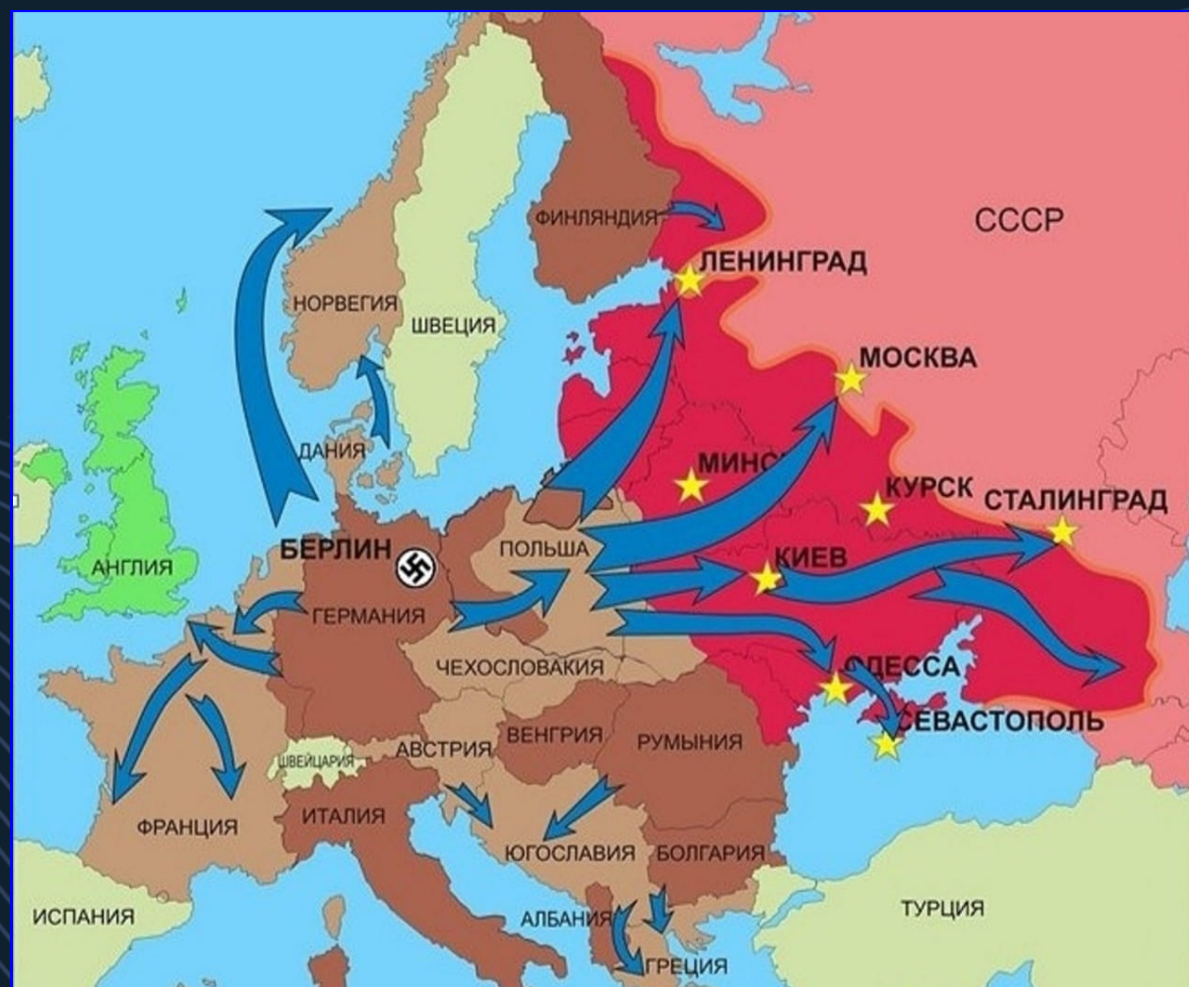 СССР
ФИНЛЯНДИЯ
ЛЕНИНГРАД
НОРВЕГИЯ
ШВЕЦИЯ
МОСКВА
ДАНИЯ
МИНС
КУРСК
СТАЛИНГРАД
БЕРЛИН
ПОЛЬША
КИЕВ
АНГЛИЯ
ГЕРМАНИЯ
ЧЕХОСЛОВАКИЯ
ОДЕССА
СЕВАСТОПОЛЬ
АВСТРИЯ
ВЕНГРИЯ
РУМЫНИЯ
ШВЕЙЦАРИЯ
ИТАЛИЯ
ФРАНЦИЯ
ЮГОСЛАВИЯ
БОЛГАРИЯ
ИСПАНИЯ
АЛБАНИЯ
ТУРЦИЯ
ГРЕЦИЯ